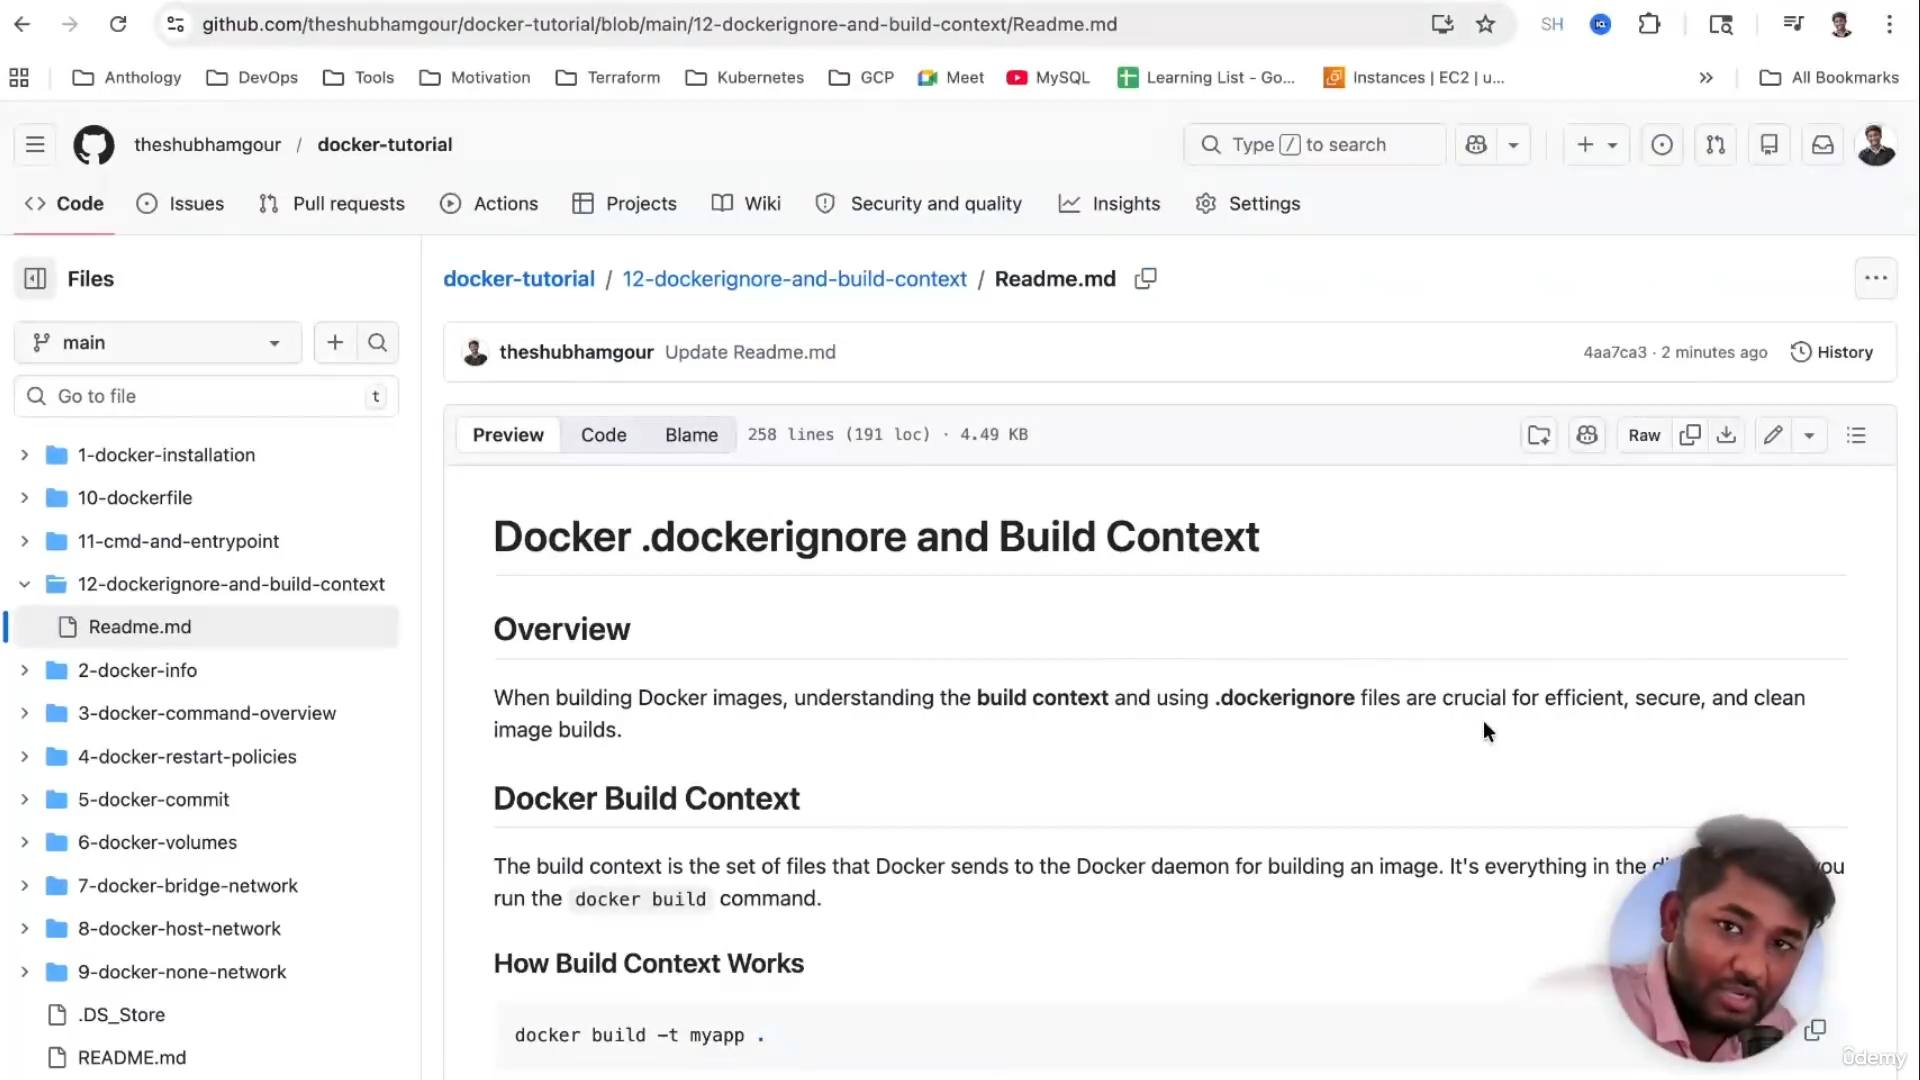 github.com/theshubhamgour/docker-tutorial/blob/main/12-dockerignore-and-build-context/Readme.md
SH
Anthology DevOps Tools Motivation Terraform Kubernetes GCP Meet MySQL Learning List - Go... Instances | EC2 | u... All Bookmarks
theshubhamgour / docker-tutorial
Type / to search
Code Issues Pull requests Actions Projects Wiki Security and quality Insights Settings
Files
main
Go to file t
1-docker-installation
10-dockerfile
11-cmd-and-entrypoint
12-dockerignore-and-build-context
Readme.md
2-docker-info
3-docker-command-overview
4-docker-restart-policies
5-docker-commit
6-docker-volumes
7-docker-bridge-network
8-docker-host-network
9-docker-none-network
.DS_Store
README.md
docker-tutorial / 12-dockerignore-and-build-context / Readme.md
theshubhamgour Update Readme.md 4aa7ca3 · 2 minutes ago History
Preview Code Blame 258 lines (191 loc) · 4.49 KB Raw
Docker .dockerignore and Build Context
Overview
When building Docker images, understanding the build context and using .dockerignore files are crucial for efficient, secure, and clean
image builds.
Docker Build Context
The build context is the set of files that Docker sends to the Docker daemon for building an image. It's everything in the you
run the docker build command.
How Build Context Works
docker build -t myapp .
ûdemy